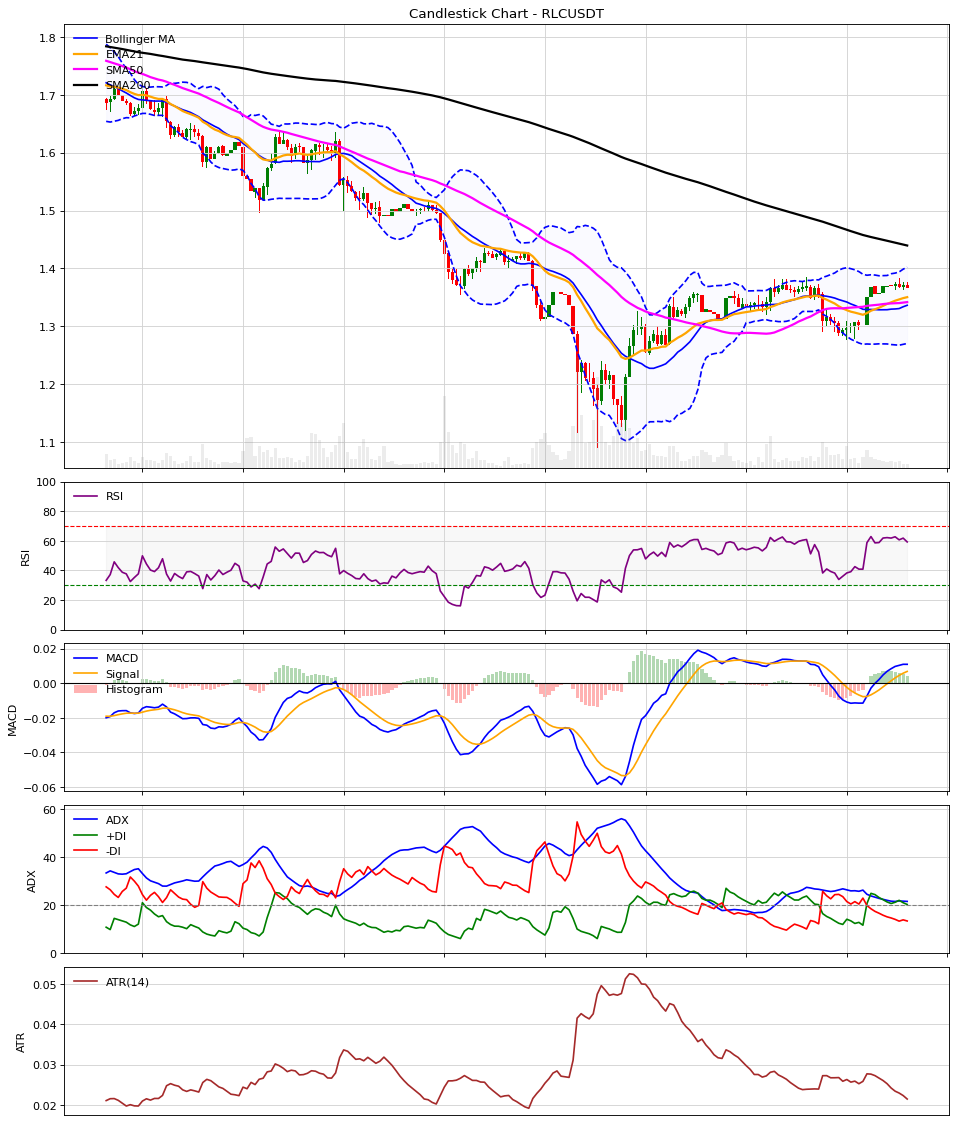 Candlestick Chart - RLCUSDT
Bollinger MA
EMA21
SMA50
SMA200
1.8
1.7
1.6
1.5
1.4
1.3
1.2
1.1
RSI
RSI
100
80
60
40
20
0
MACD
Signal
Histogram
MACD
0.02
0.00
−0.02
−0.04
−0.06
ADX
+DI
-DI
ADX
60
40
20
0
ATR(14)
ATR
0.05
0.04
0.03
0.02